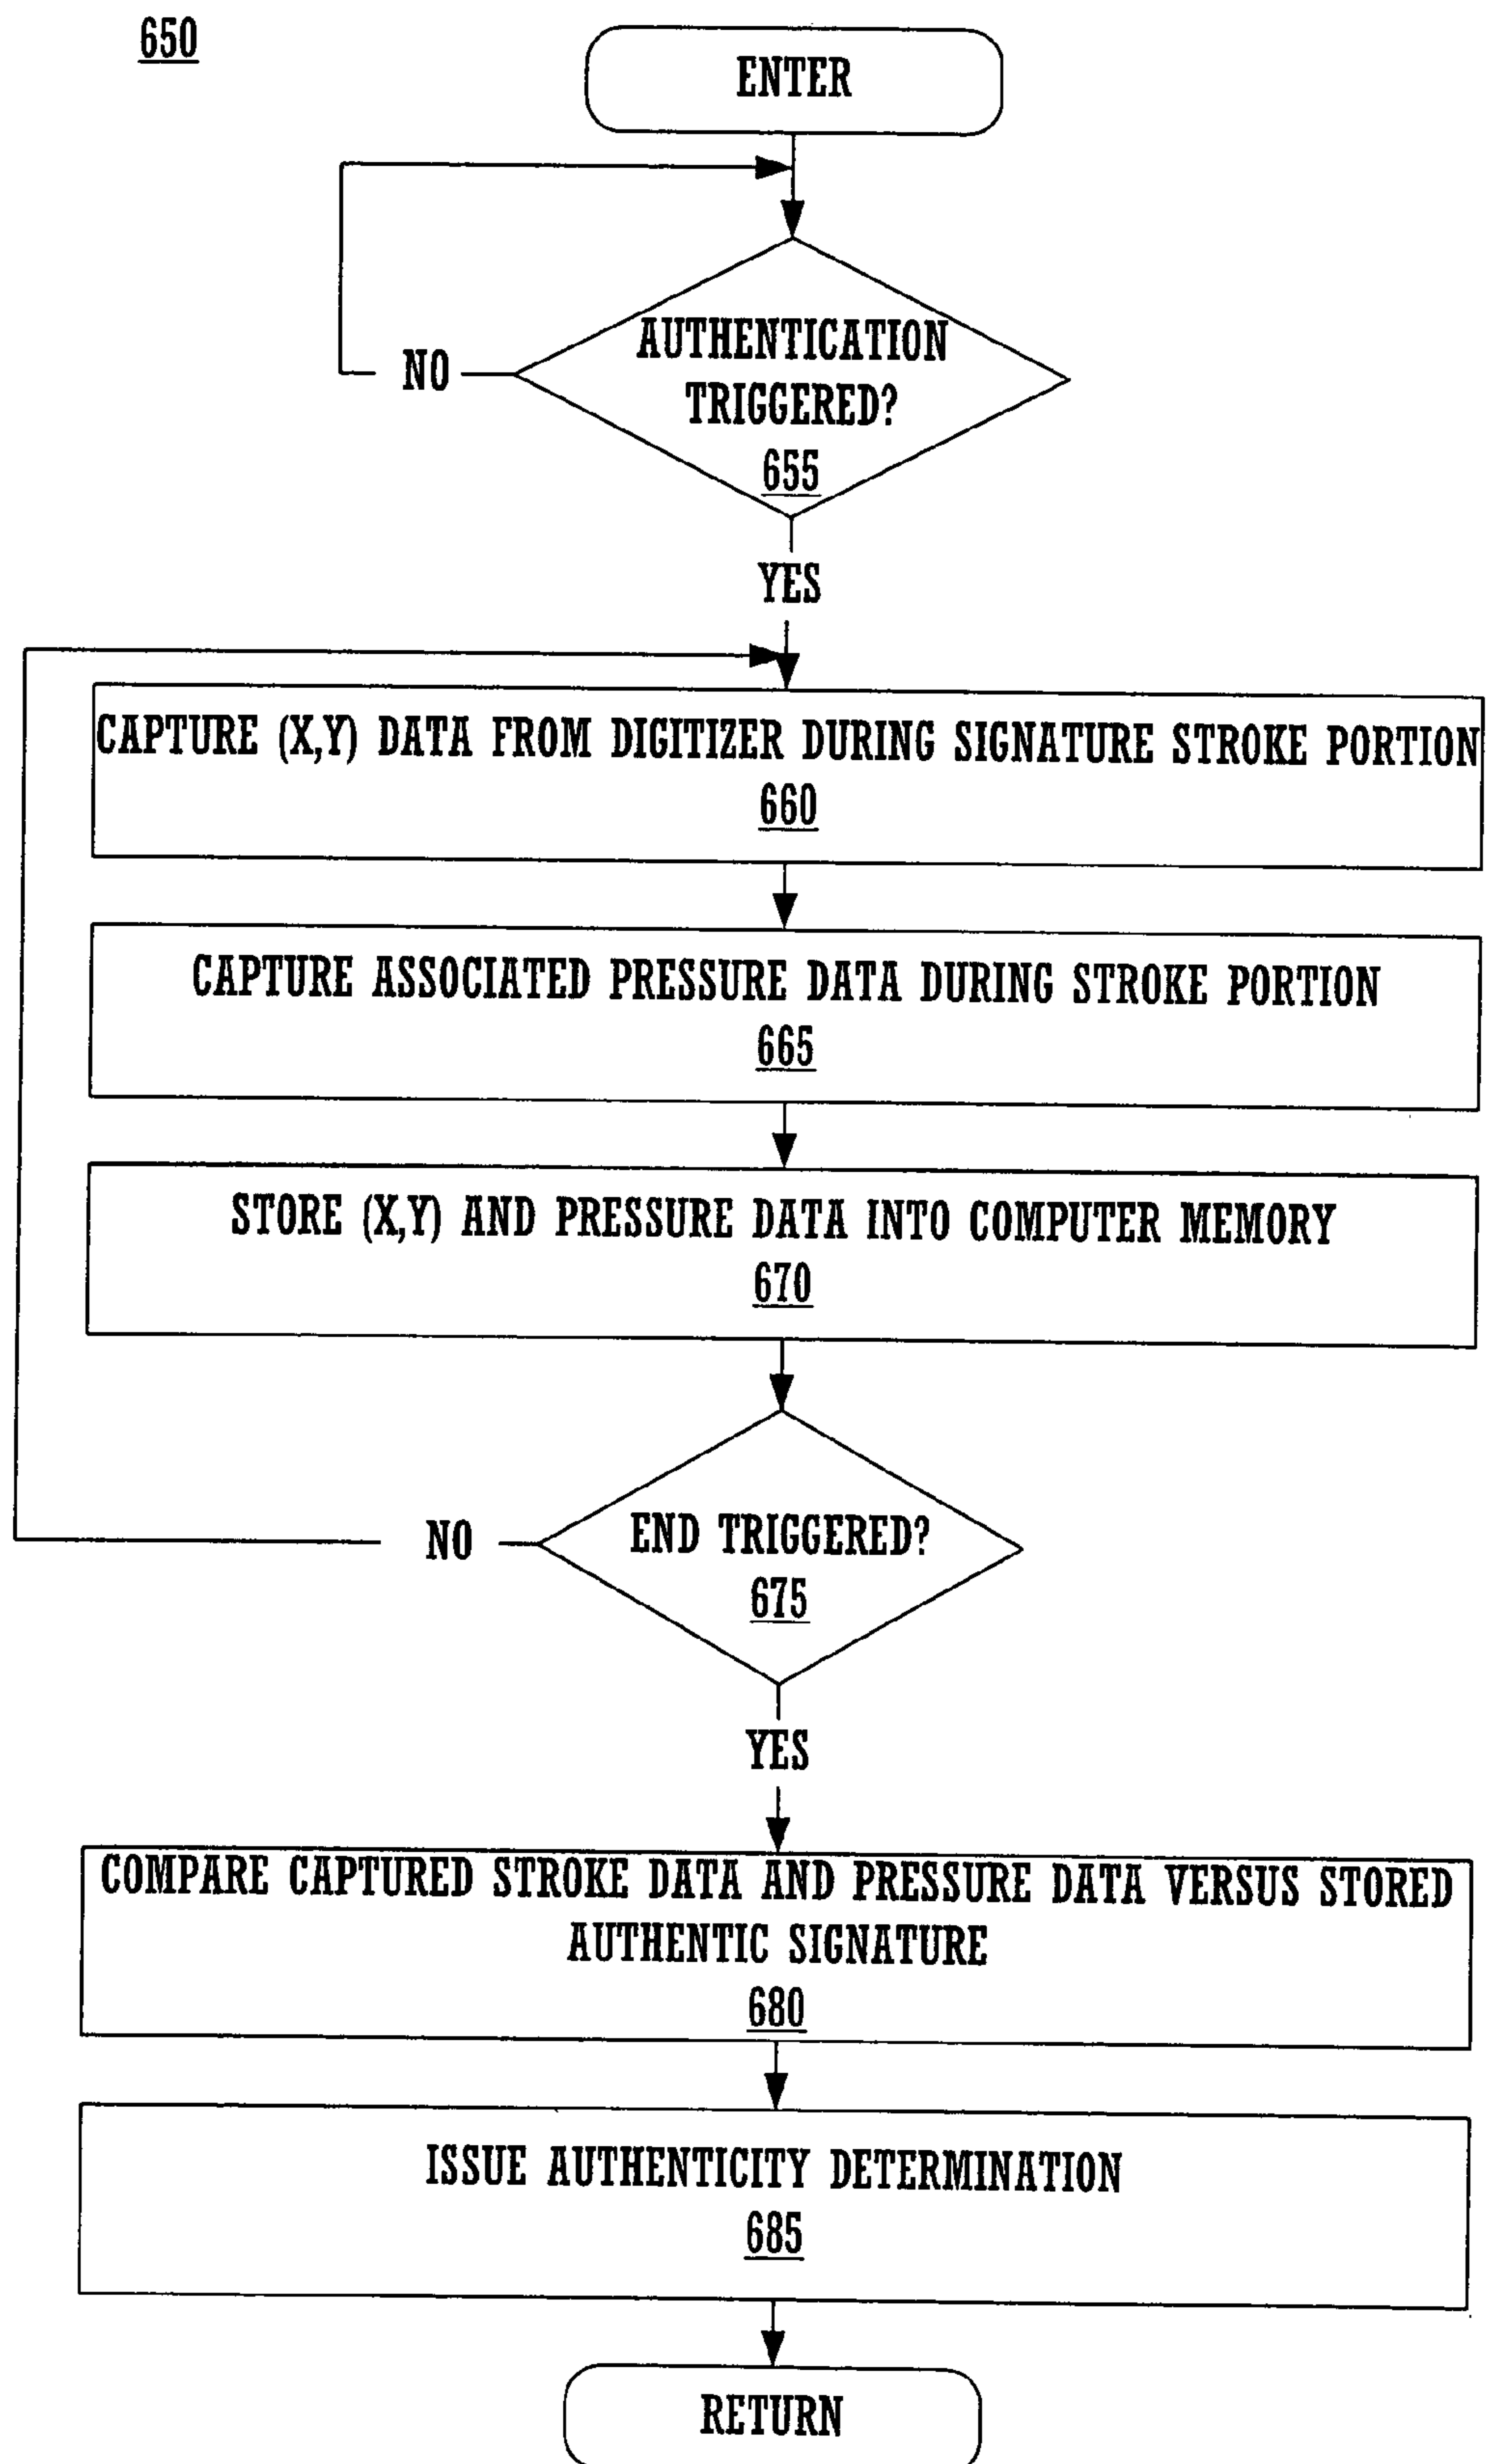 650
ENTER
AUTHENTICATION
TRIGGERED?
655
NO
YES
CAPTURE (X,Y) DATA FROM DIGITIZER DURING SIGNATURE STROKE PORTION
660
CAPTURE ASSOCIATED PRESSURE DATA DURING STROKE PORTION
665
STORE (X,Y) AND PRESSURE DATA INTO COMPUTER MEMORY
670
END TRIGGERED?
675
NO
YES
COMPARE CAPTURED STROKE DATA AND PRESSURE DATA VERSUS STORED
AUTHENTIC SIGNATURE
680
ISSUE AUTHENTICITY DETERMINATION
685
RETURN